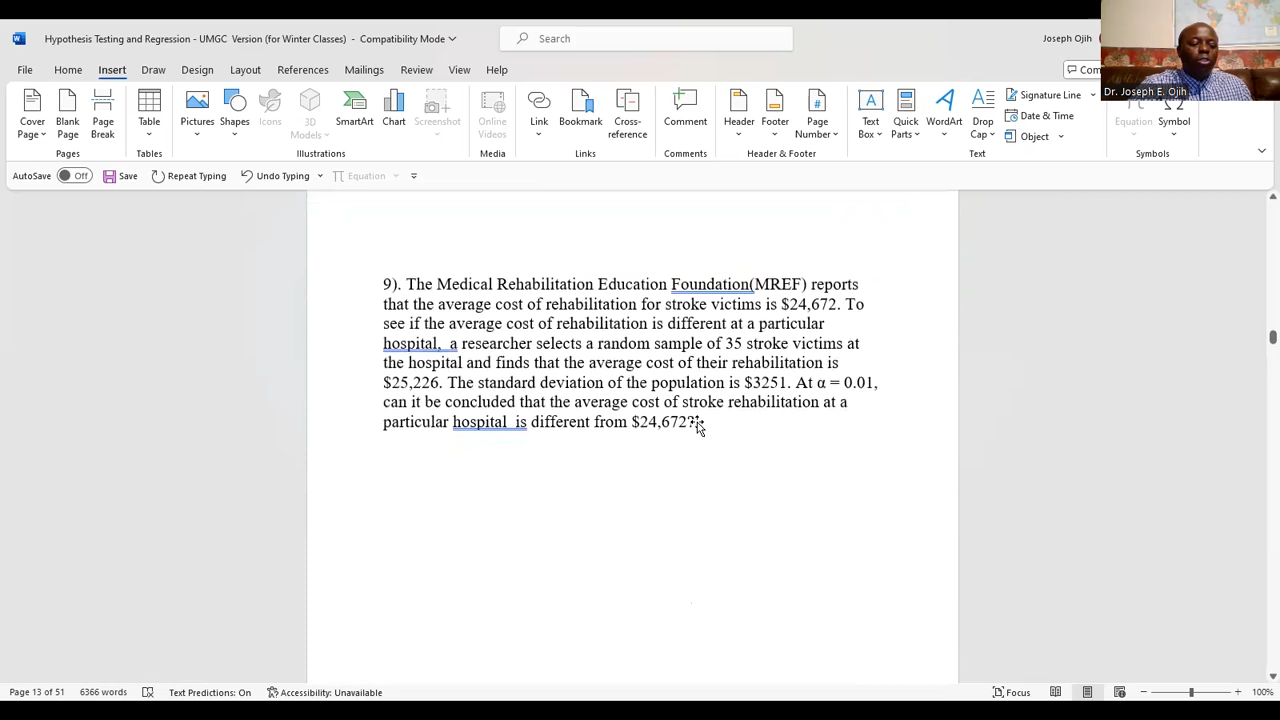 Hypothesis Testing and Regression - UMGC Version (for Winter Classes) - Compatibility Mode
Search
Joseph Ojih
File Home Insert Draw Design Layout References Mailings Review View Help
Com
Dr. Joseph E. Ojih
Cover Page
Blank Page
Page Break
Pages
Table
Tables
Pictures
Shapes
Icons
3D Models
SmartArt
Chart
Screenshot
Illustrations
Online Videos
Media
Link
Bookmark
Cross-reference
Links
Comment
Comments
Header
Footer
Page Number
Header & Footer
Text Box
Quick Parts
WordArt
Drop Cap
Signature Line
Date & Time
Object
Text
Equation
Symbol
Symbols
AutoSave Off Save Repeat Typing Undo Typing Equation
9). The Medical Rehabilitation Education Foundation(MREF) reports
that the average cost of rehabilitation for stroke victims is $24,672. To
see if the average cost of rehabilitation is different at a particular
hospital, a researcher selects a random sample of 35 stroke victims at
the hospital and finds that the average cost of their rehabilitation is
$25,226. The standard deviation of the population is $3251. At α = 0.01,
can it be concluded that the average cost of stroke rehabilitation at a
particular hospital is different from $24,672?
Page 13 of 51 6366 words Text Predictions: On Accessibility: Unavailable Focus 100%